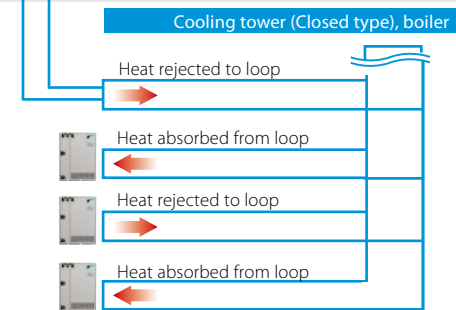 Cooling tower (Closed type), boiler
Heat rejected to loop
Heat absorbed from loop
Heat rejected to loop
Heat absorbed from loop